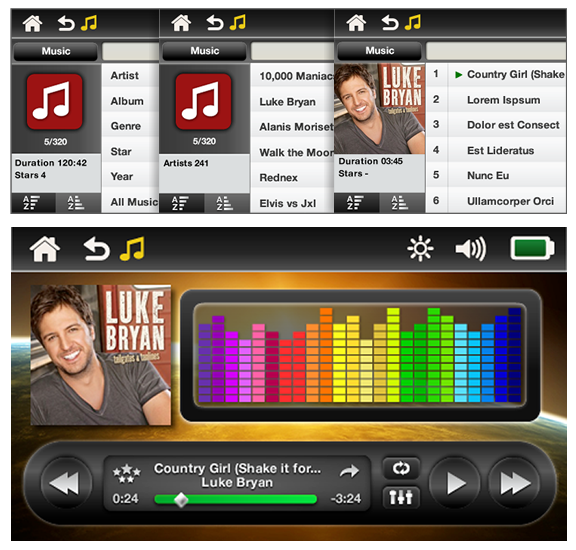 Music
5/320
Duration 120:42
Stars 4
A
Z
A
Z
Artist
Album
Genre
Star
Year
All Music
Music
5/320
Artists 241
A
Z
A
Z
10,000 Maniac
Luke Bryan
Alanis Moriset
Walk the Moor
Rednex
Elvis vs Jxl
Music
LUKE
BRYAN
Duration 03:45
Stars -
A
Z
A
Z
1 Country Girl (Shake
2 Lorem Ispsum
3 Dolor est Consect
4 Est Lideratus
5 Nunc Eu
6 Ullamcorper Orci
LUKE
BRYAN
tailgates & tanlines
Country Girl (Shake it for...
Luke Bryan
0:24
-3:24